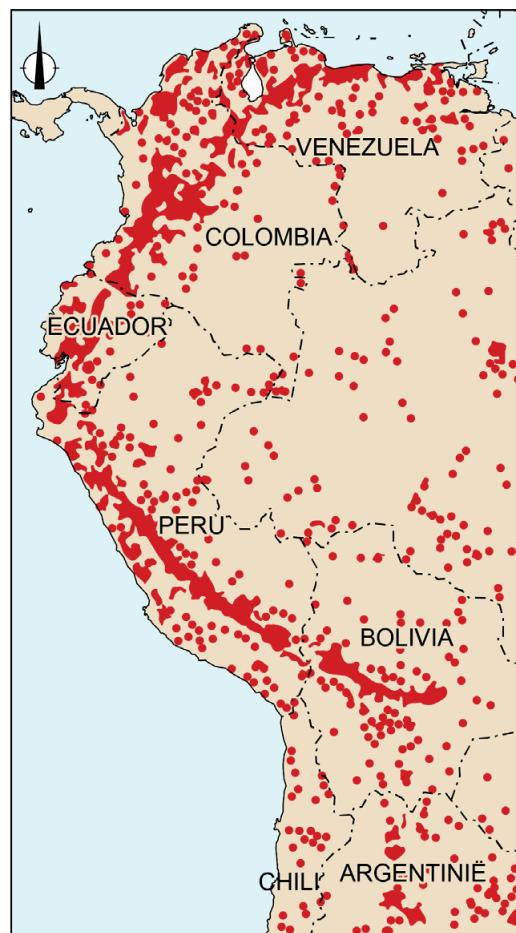 VENEZUELA
COLOMBIA
ECUADOR
PERU
BOLIVIA
CHILI
ARGENTINIË